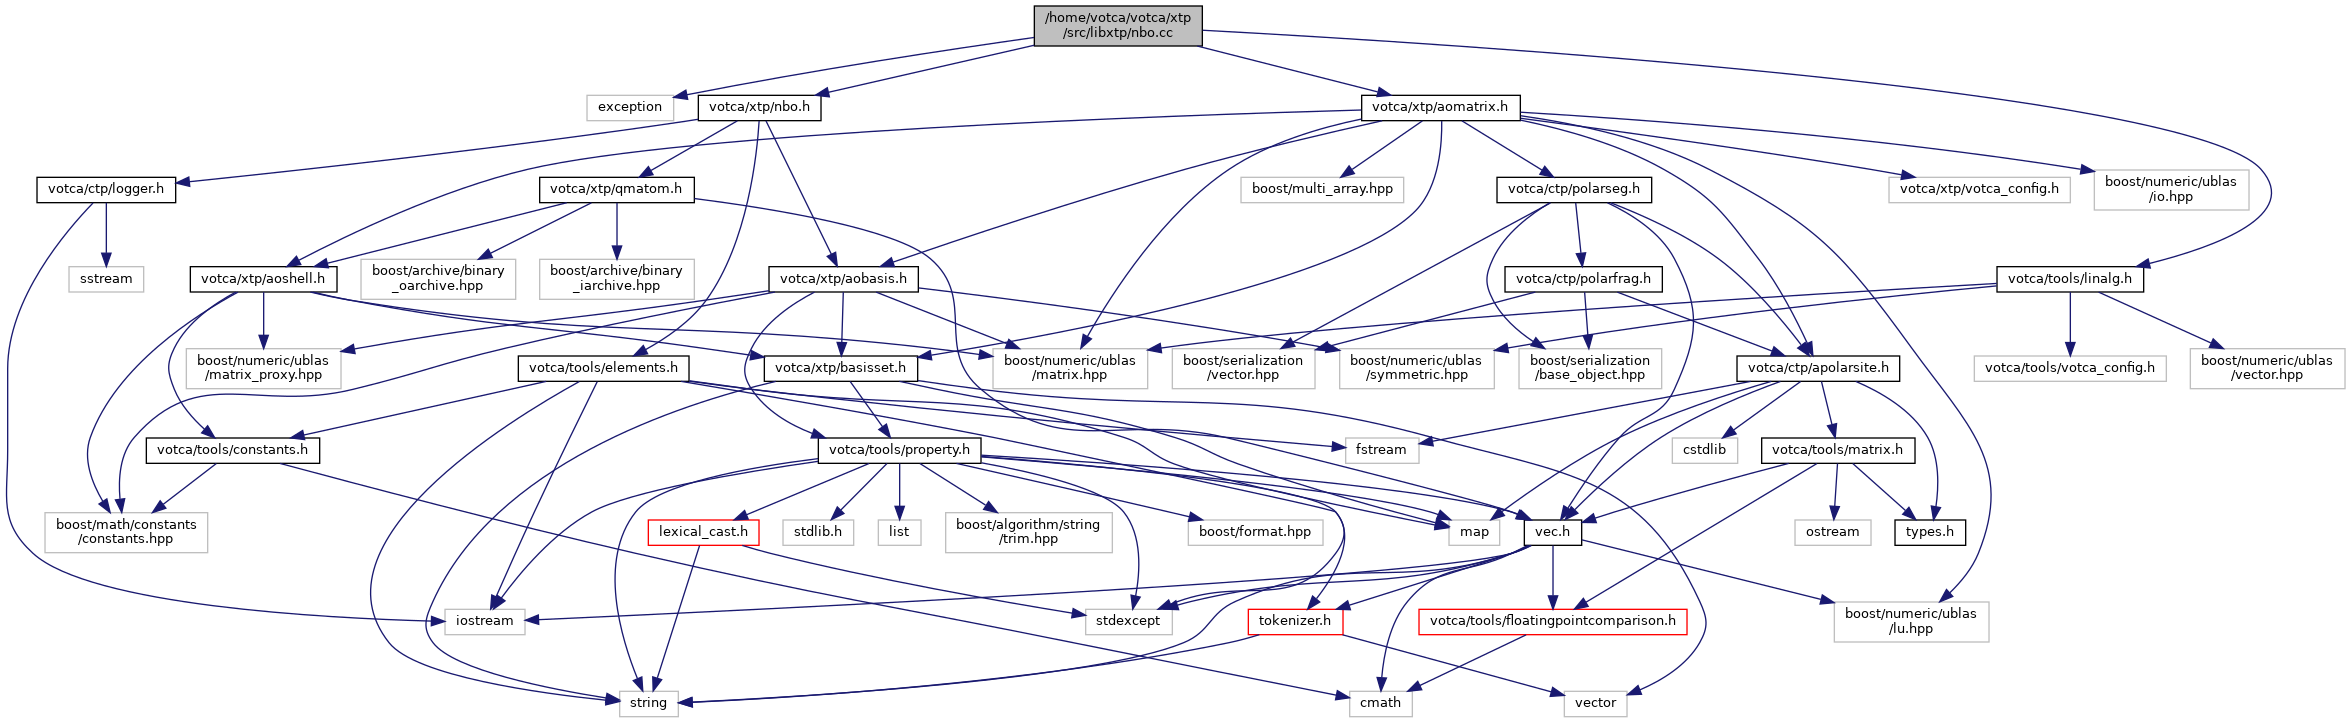 /home/votca/votca/xtp
/src/libxtp/nbo.cc
exception
votca/xtp/nbo.h
votca/xtp/aomatrix.h
votca/ctp/logger.h
votca/xtp/qmatom.h
boost/multi_array.hpp
votca/ctp/polarseg.h
votca/xtp/votca_config.h
boost/numeric/ublas
/io.hpp
sstream
votca/xtp/aoshell.h
boost/archive/binary
_oarchive.hpp
boost/archive/binary
_iarchive.hpp
votca/xtp/aobasis.h
votca/ctp/polarfrag.h
votca/tools/linalg.h
boost/numeric/ublas
/matrix_proxy.hpp
votca/tools/elements.h
votca/xtp/basisset.h
boost/numeric/ublas
/matrix.hpp
boost/serialization
/vector.hpp
boost/numeric/ublas
/symmetric.hpp
boost/serialization
/base_object.hpp
votca/ctp/apolarsite.h
votca/tools/votca_config.h
boost/numeric/ublas
/vector.hpp
votca/tools/constants.h
votca/tools/property.h
fstream
cstdlib
votca/tools/matrix.h
boost/math/constants
/constants.hpp
lexical_cast.h
stdlib.h
list
boost/algorithm/string
/trim.hpp
boost/format.hpp
map
vec.h
ostream
types.h
iostream
stdexcept
tokenizer.h
votca/tools/floatingpointcomparison.h
boost/numeric/ublas
/lu.hpp
string
cmath
vector